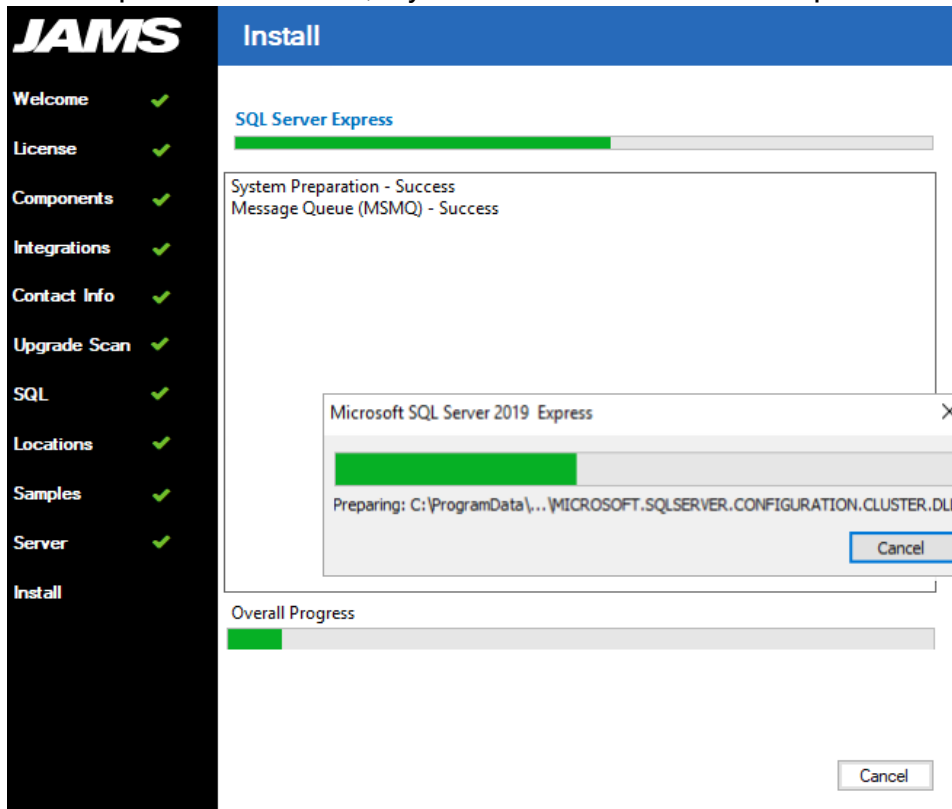 JAMS
Install
Welcome
License
Components
Integrations
Contact Info
Upgrade Scan
SQL
Locations
Samples
Server
Install
SQL Server Express
System Preparation - Success
Message Queue (MSMQ) - Success
Microsoft SQL Server 2019 Express
Preparing: C:\ProgramData\...\MICROSOFT.SQLSERVER.CONFIGURATION.CLUSTER.DLL
Cancel
Overall Progress
Cancel